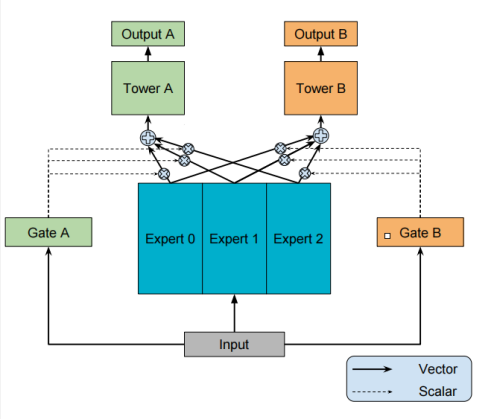 Output A
Output B
Tower A
Tower B
Gate A
Expert 0
Expert 1
Expert 2
Gate B
Input
Vector
Scalar